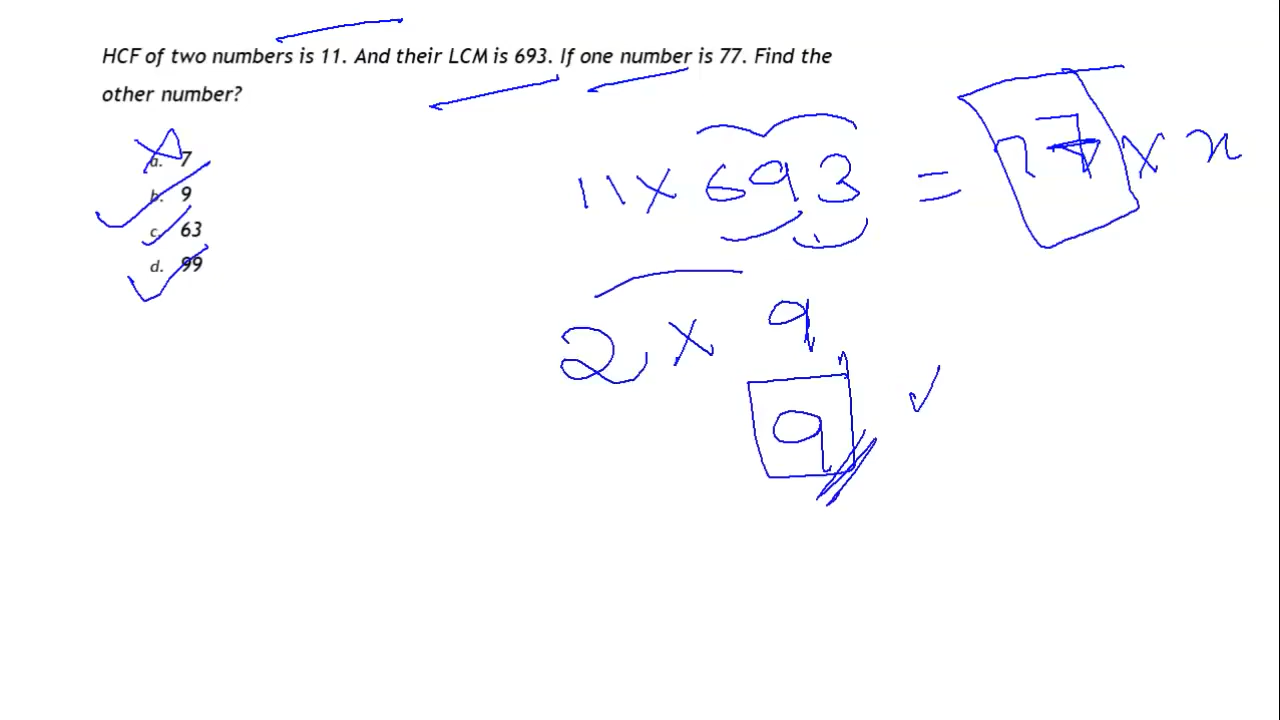 HCF of two numbers is 11. And their LCM is 693. If one number is 77. Find the
other number?
a. 7
b. 9
c. 63
d. 99
11 × 693 = 77 × x
2 × 9
9